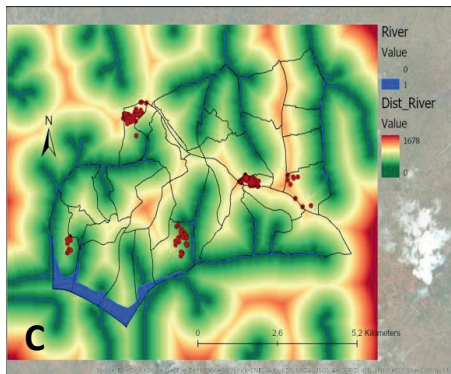 River
Value
0
1
Dist_River
Value
1678
0
N
C
0 2.6 5.2 Kilometers